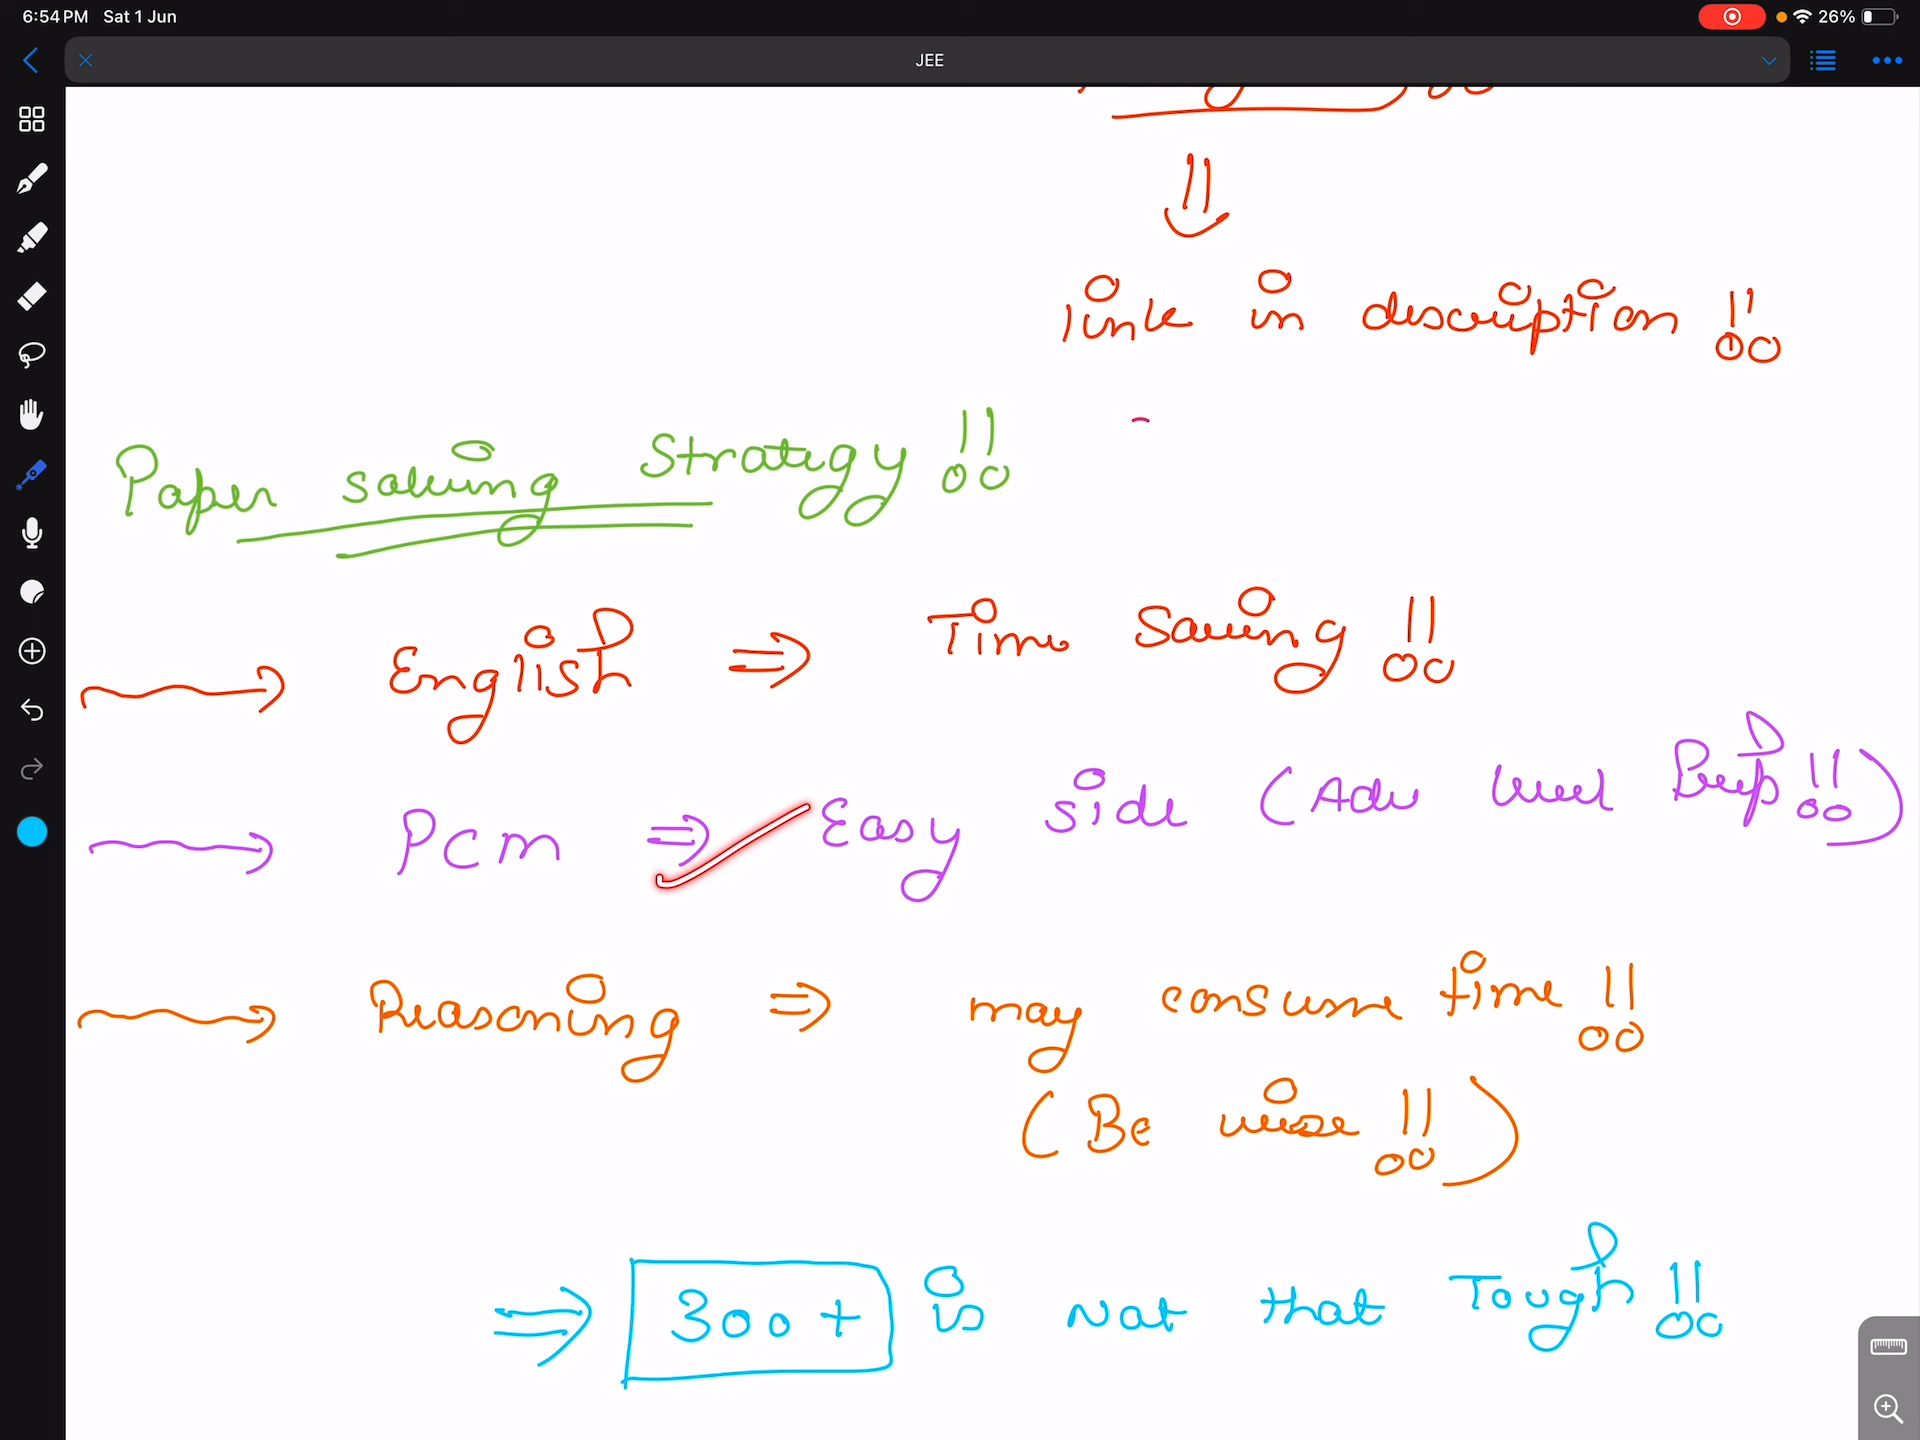 6:54 PM Sat 1 Jun
26%
JEE
link in description !!
Paper solving Strategy !!
English ⇒ Time Saving !!
PCM ⇒ Easy side (Adv level Prep !!)
Reasoning ⇒ may consume time !!
(Be wise !!)
⇒ 300+ is Not that Tough !!